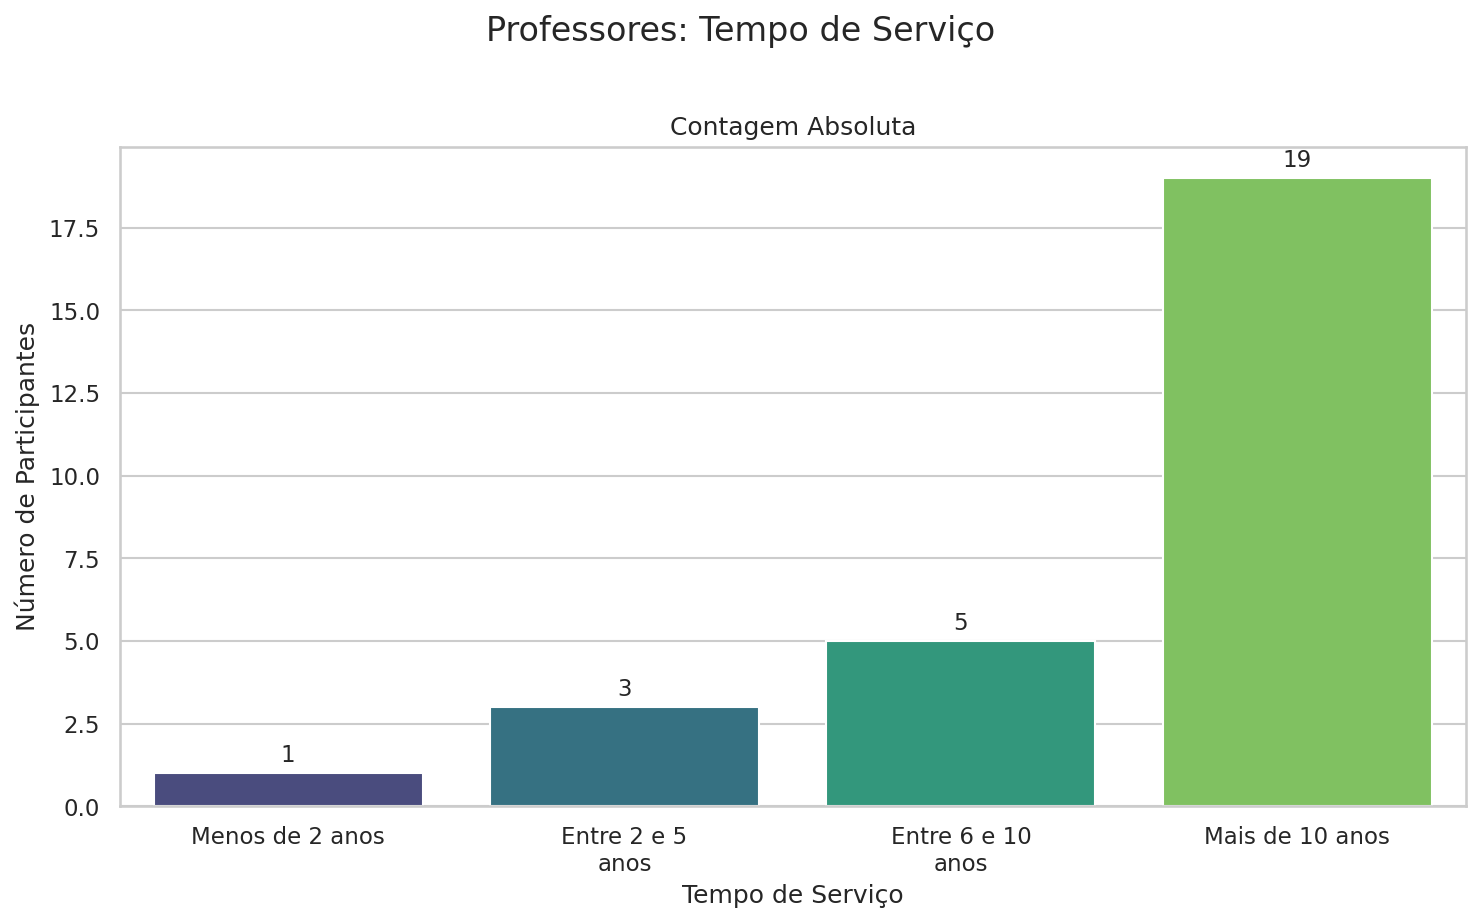 Professores: Tempo de Serviço
Contagem Absoluta
19
17.5
15.0
12.5
10.0
7.5
5.0
2.5
0.0
5
3
1
Número de Participantes
Menos de 2 anos
Entre 2 e 5
anos
Entre 6 e 10
anos
Mais de 10 anos
Tempo de Serviço